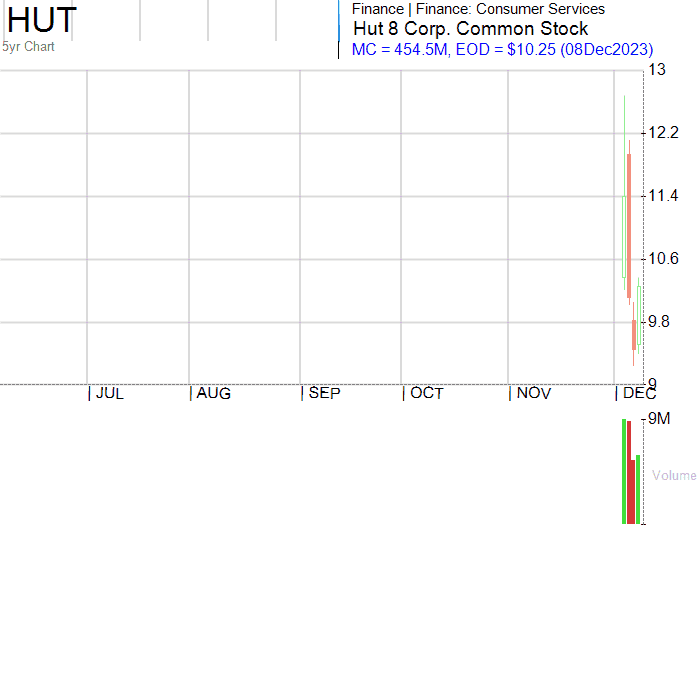 HUT
5yr Chart
Finance | Finance: Consumer Services
Hut 8 Corp. Common Stock
MC = 454.5M, EOD = $10.25 (08Dec2023)
13
12.2
11.4
10.6
9.8
9
JUL AUG SEP OCT NOV DEC
9M
Volume